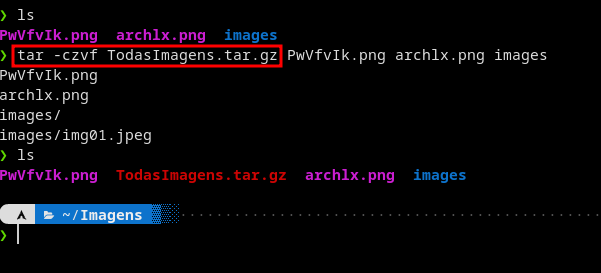 ❯ ls
PwVfvIk.png archlx.png images
❯ tar -czvf TodasImagens.tar.gz PwVfvIk.png archlx.png images
PwVfvIk.png
archlx.png
images/
images/img01.jpeg
❯ ls
PwVfvIk.png TodasImagens.tar.gz archlx.png images
~/Imagens
❯